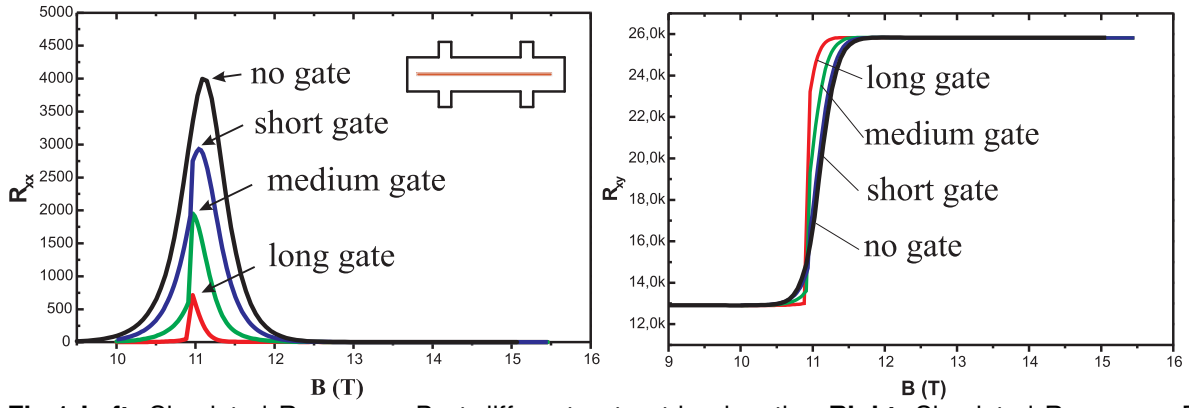 5000
4500
4000
3500
3000
2500
2000
1500
1000
500
0
R_xx
no gate
short gate
medium gate
long gate
10
11
12
13
14
15
16
B (T)
26,0k
24,0k
22,0k
20,0k
18,0k
16,0k
14,0k
12,0k
R_xy
long gate
medium gate
short gate
no gate
9
10
11
12
13
14
15
16
B (T)